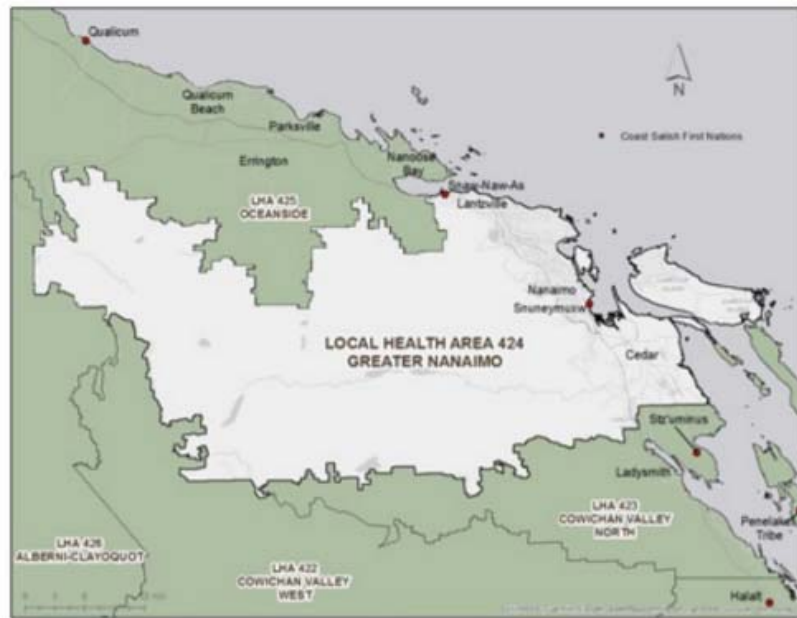 Qualicum
Qualicum
Beach
Parksville
N
Coast Salish First Nations
Errington
Nanoose
Bay
Snaw-Naw-As
Lantzville
LHA 425
OCEANSIDE
Nanaimo
Snuneymuxw
LOCAL HEALTH AREA 424
GREATER NANAIMO
Cedar
Stz'uminus
Ladysmith
LHA 423
COWICHAN VALLEY
NORTH
Penelakut
Tribe
LHA 426
ALBERNI-CLAYOQUOT
LHA 422
COWICHAN VALLEY
WEST
Halalt